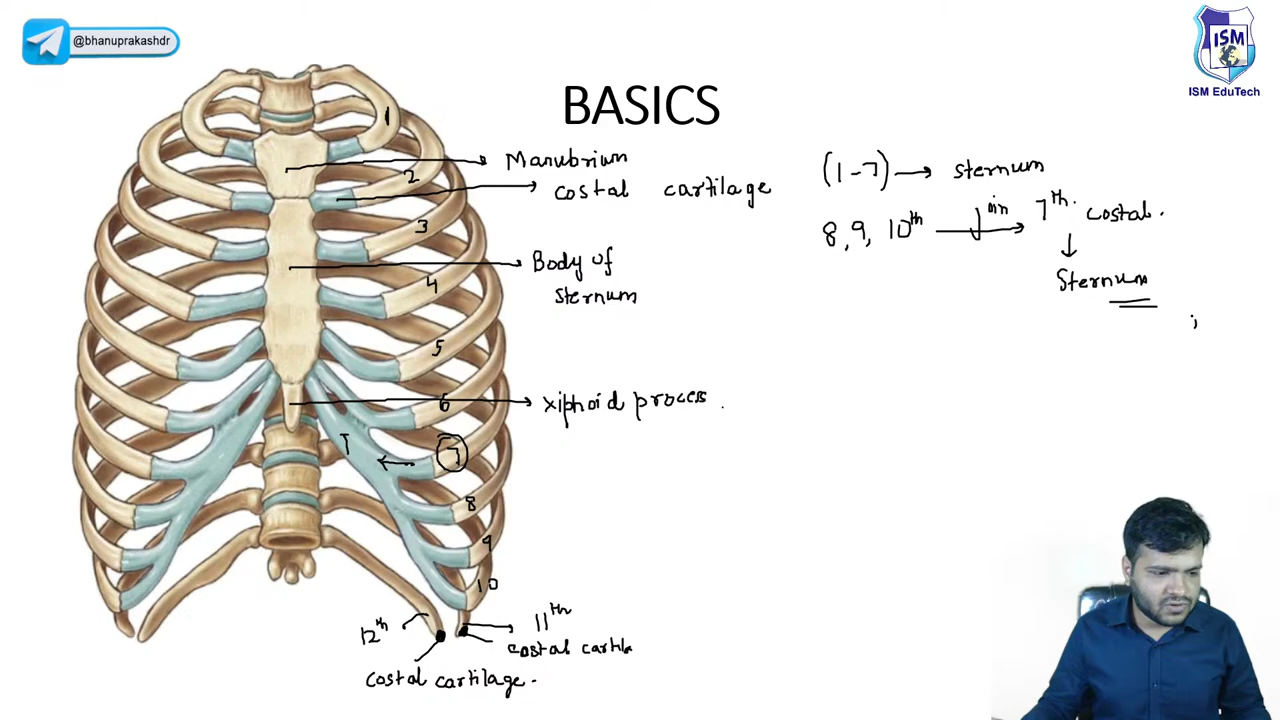 @bhanuprakashdr
ISM
ISM EduTech
BASICS
1
2
3
4
5
6
7
7
8
9
10
Manubrium
costal cartilage
Body of
sternum
xiphoid process.
(1-7) → sternum
8, 9, 10th join → 7th costal.
↓
Sternum
;
12th
11th
costal cartila
costal cartilage.